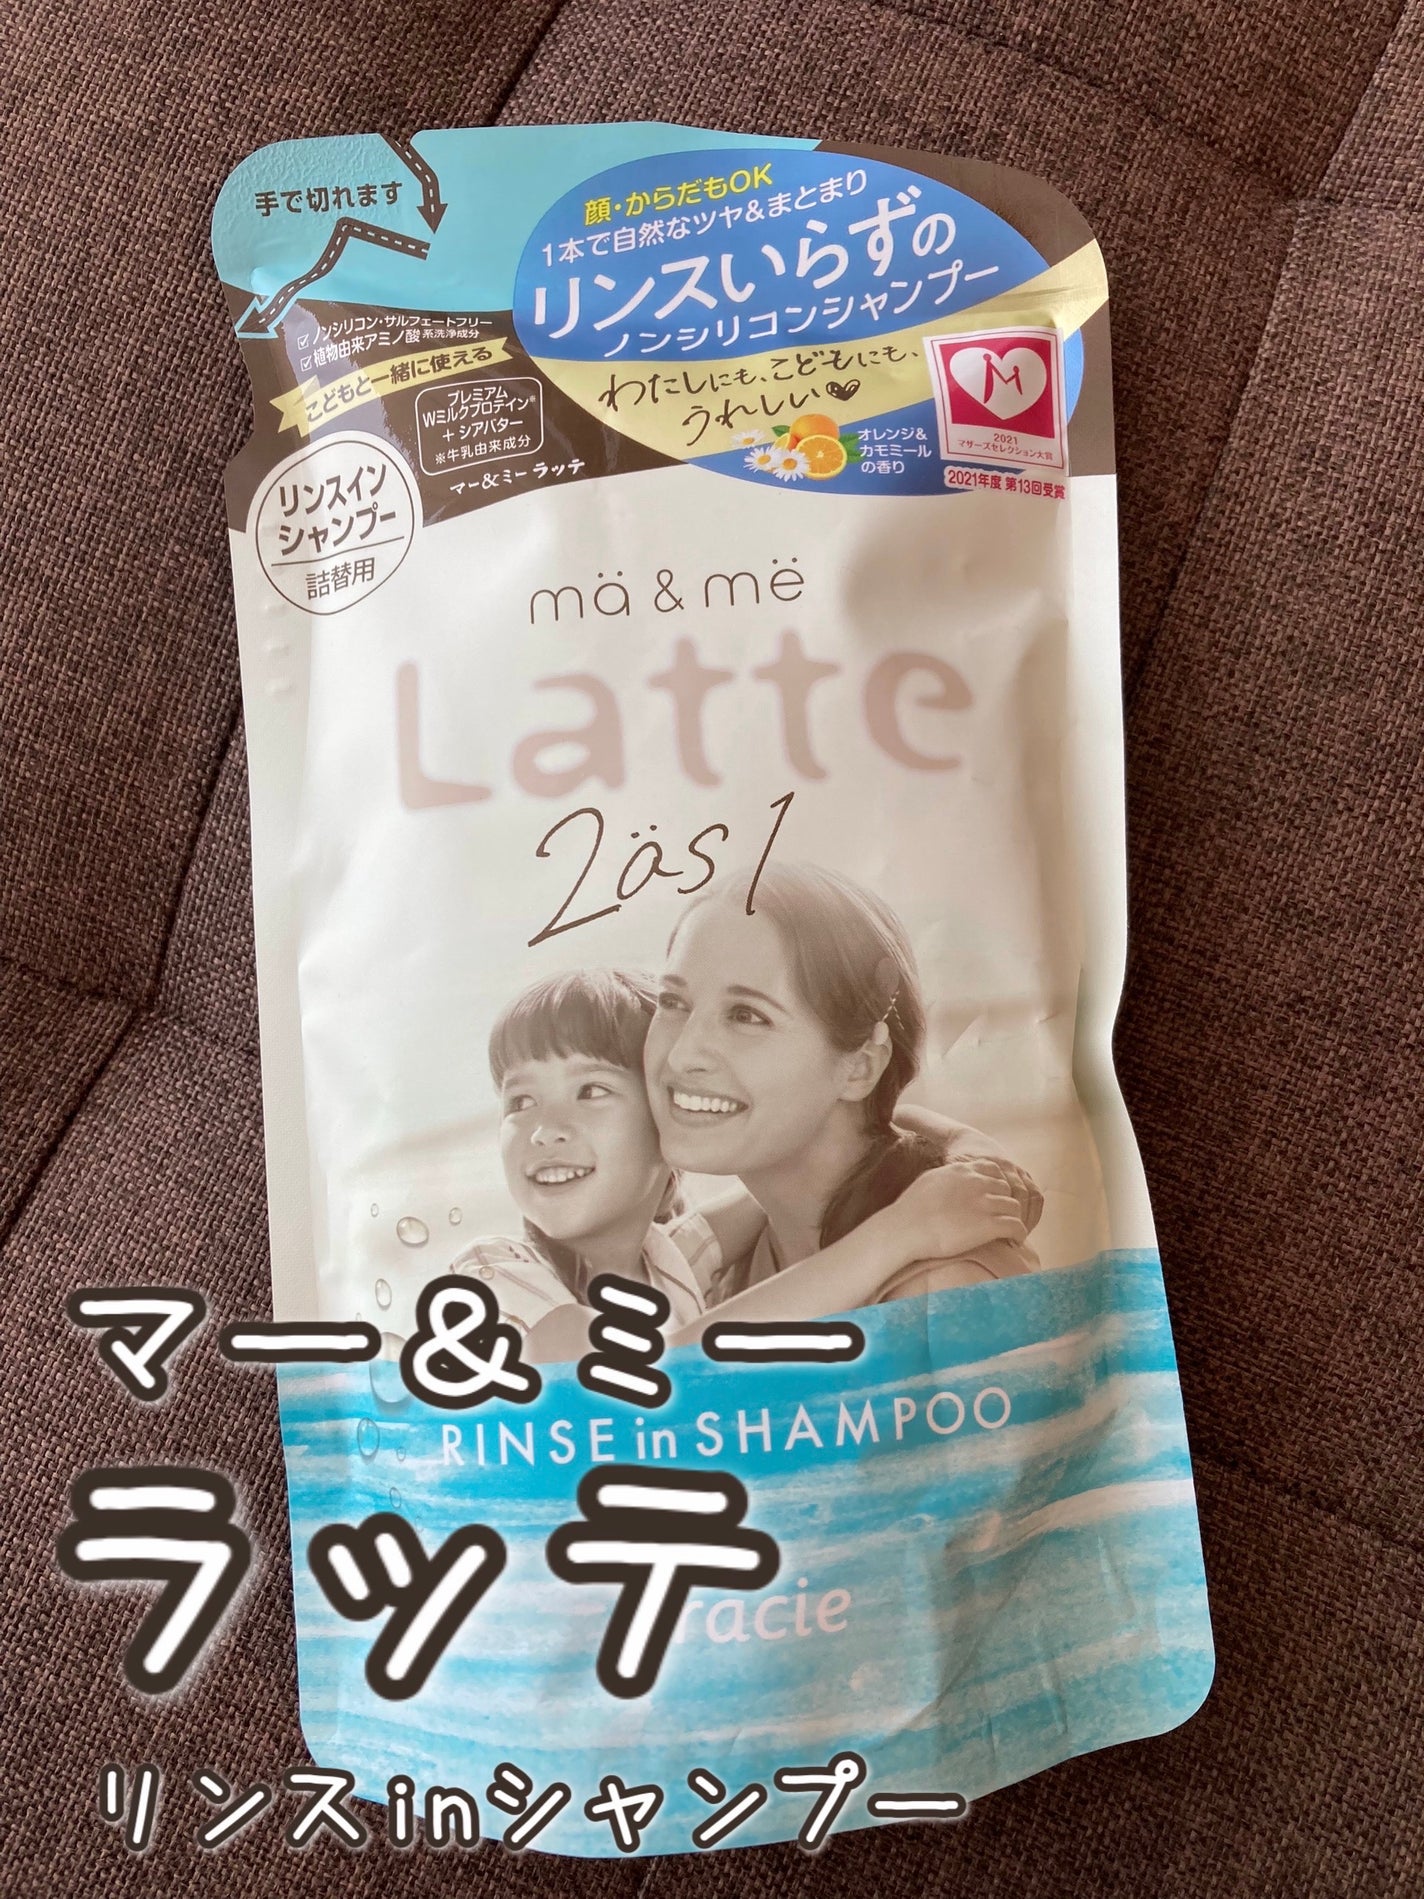 手で切れます
顔・からだもOK
1本で自然なツヤ&まとまり
リンスいらずの
ノンシリコンシャンプー
ノンシリコン・サルフェートフリー
植物由来アミノ酸系洗浄成分
こどもと一緒に使える
プレミアム
Wミルクプロテイン※
+シアバター
※牛乳由来成分
マー&ミー ラッテ
わたしにも、こどもにも、
うれしい♥
オレンジ&
カモミール
の香り
2021
マザーズセレクション大賞
2021年度 第13回受賞
リンスイン
シャンプー
詰替用
mä & më
Latte
2äs1
マー&ミー
RINSE in SHAMPOO
ラッテ
racie
リンスinシャンプー